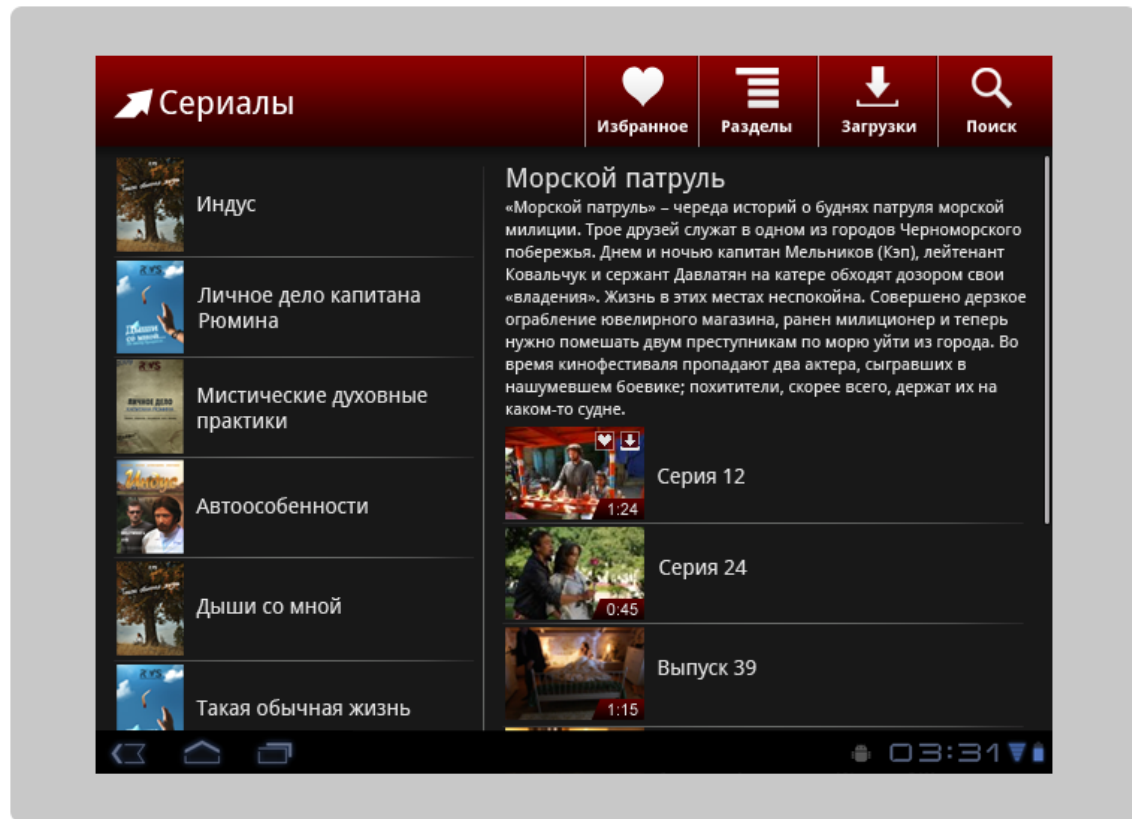 Сериалы
Избранное
Разделы
Загрузки
Поиск
Индус
Личное дело капитана
Рюмина
Мистические духовные
практики
Автоособенности
Дыши со мной
Такая обычная жизнь
Морской патруль
«Морской патруль» – череда историй о буднях патруля морской
милиции. Трое друзей служат в одном из городов Черноморского
побережья. Днем и ночью капитан Мельников (Кэп), лейтенант
Ковальчук и сержант Давлатян на катере обходят дозором свои
«владения». Жизнь в этих местах неспокойна. Совершено дерзкое
ограбление ювелирного магазина, ранен милиционер и теперь
нужно помешать двум преступникам по морю уйти из города. Во
время кинофестиваля пропадают два актера, сыгравших в
нашумевшем боевике; похитители, скорее всего, держат их на
каком-то судне.
1:24
Серия 12
0:45
Серия 24
1:15
Выпуск 39
03:31